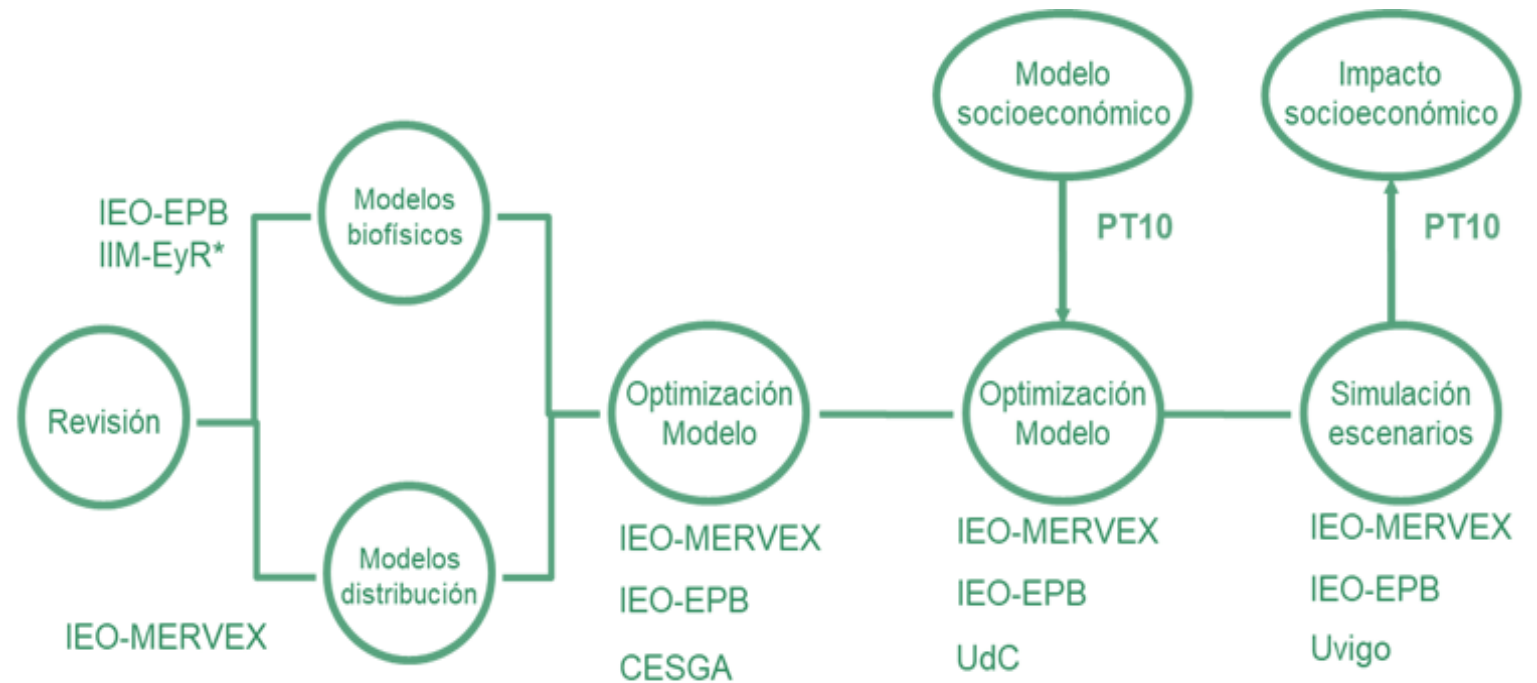 Modelo
socioeconómico
Impacto
socioeconómico
IEO-EPB
IIM-EyR*
Modelos
biofísicos
PT10
PT10
Revisión
Optimización
Modelo
Optimización
Modelo
Simulación
escenarios
Modelos
distribución
IEO-MERVEX
IEO-MERVEX
IEO-EPB
CESGA
IEO-MERVEX
IEO-EPB
UdC
IEO-MERVEX
IEO-EPB
Uvigo